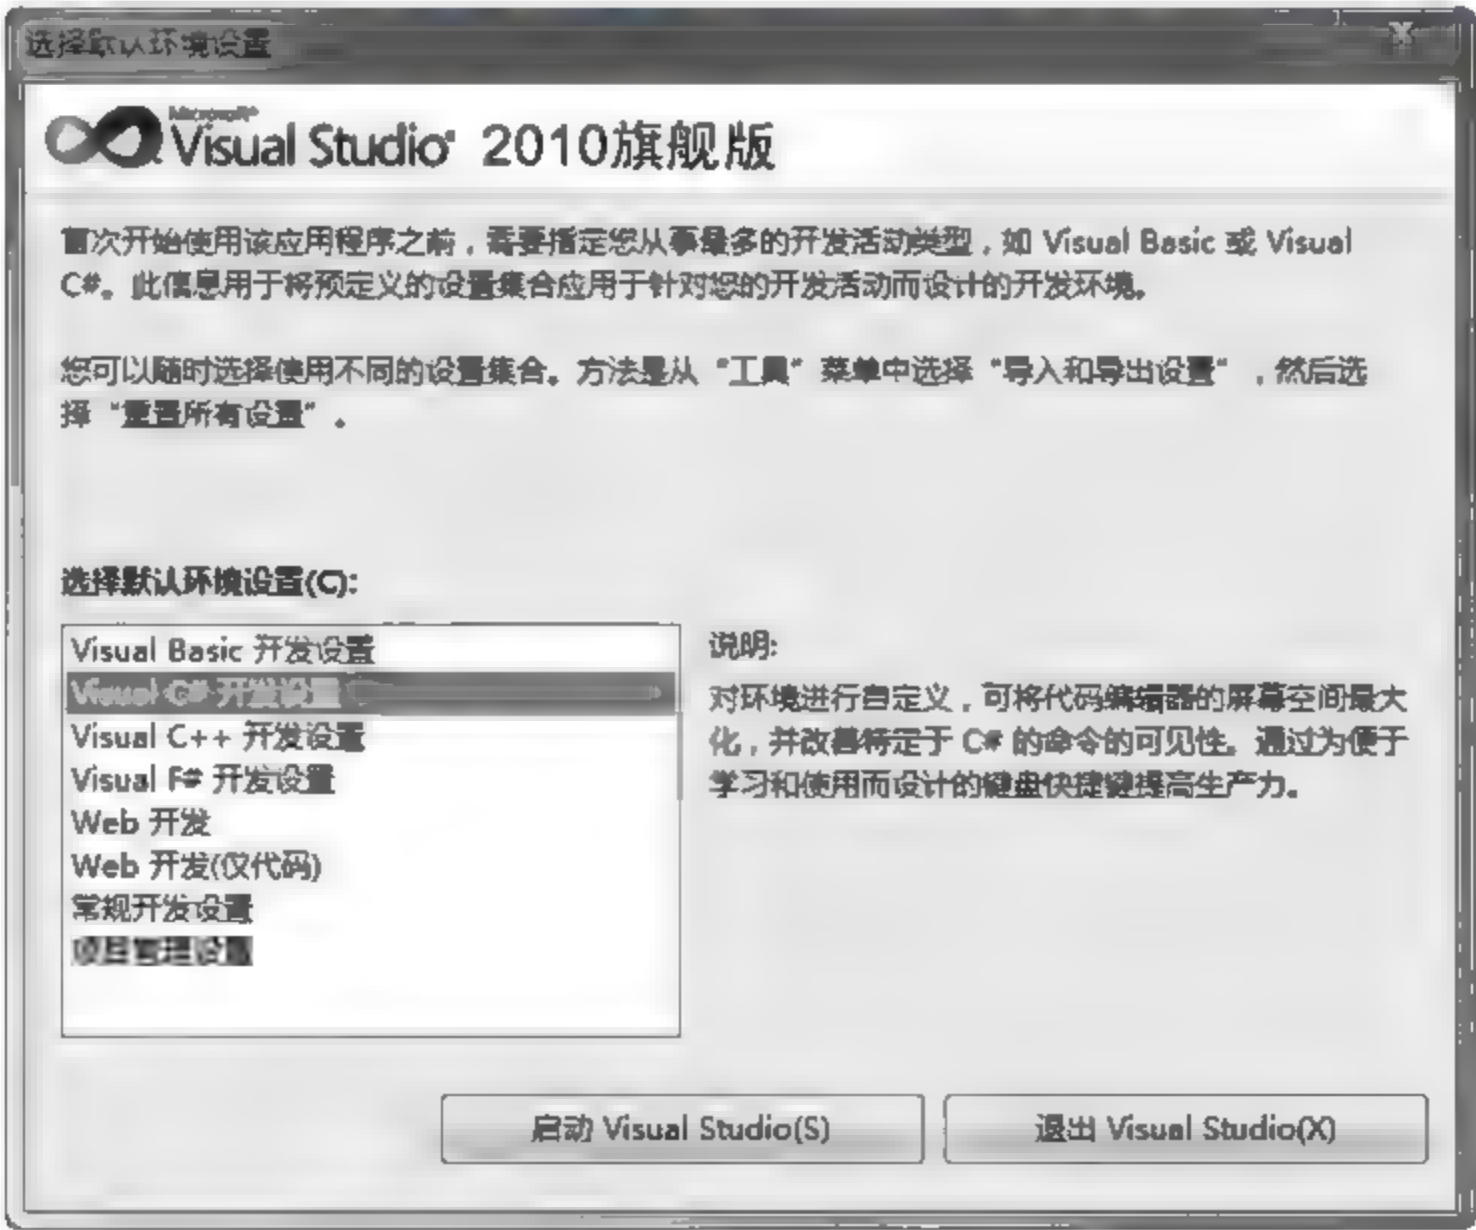 选择默认环境设置
Microsoft®
Visual Studio® 2010旗舰版
首次开始使用该应用程序之前，需要指定您从事最多的开发活动类型，如 Visual Basic 或 Visual
C#。此信息用于将预定义的设置集合应用于针对您的开发活动而设计的开发环境。
您可以随时选择使用不同的设置集合。方法是从“工具”菜单中选择“导入和导出设置”，然后选
择“重置所有设置”。
选择默认环境设置(C):
Visual Basic 开发设置
Visual C# 开发设置
Visual C++ 开发设置
Visual F# 开发设置
Web 开发
Web 开发(仅代码)
常规开发设置
项目管理设置
说明:
对环境进行自定义，可将代码编辑器的屏幕空间最大
化，并改善特定于 C# 的命令的可见性。通过为便于
学习和使用而设计的键盘快捷键提高生产力。
启动 Visual Studio(S)
退出 Visual Studio(X)